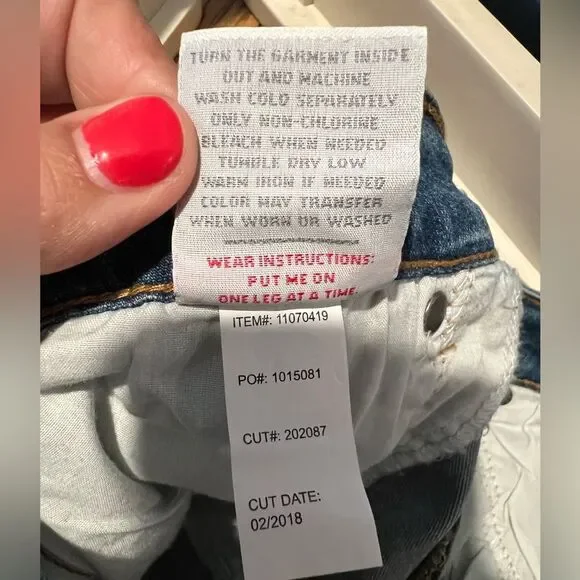 TURN THE GARMENT INSIDE
OUT AND MACHINE
WASH COLD SEPARATELY
ONLY NON-CHLORINE
BLEACH WHEN NEEDED
TUMBLE DRY LOW
WARM IRON IF NEEDED
COLOR MAY TRANSFER
WHEN WORN OR WASHED
WEAR INSTRUCTIONS:
PUT ME ON
ONE LEG AT A TIME.
ITEM#: 11070419
PO#: 1015081
CUT#: 202087
CUT DATE:
02/2018